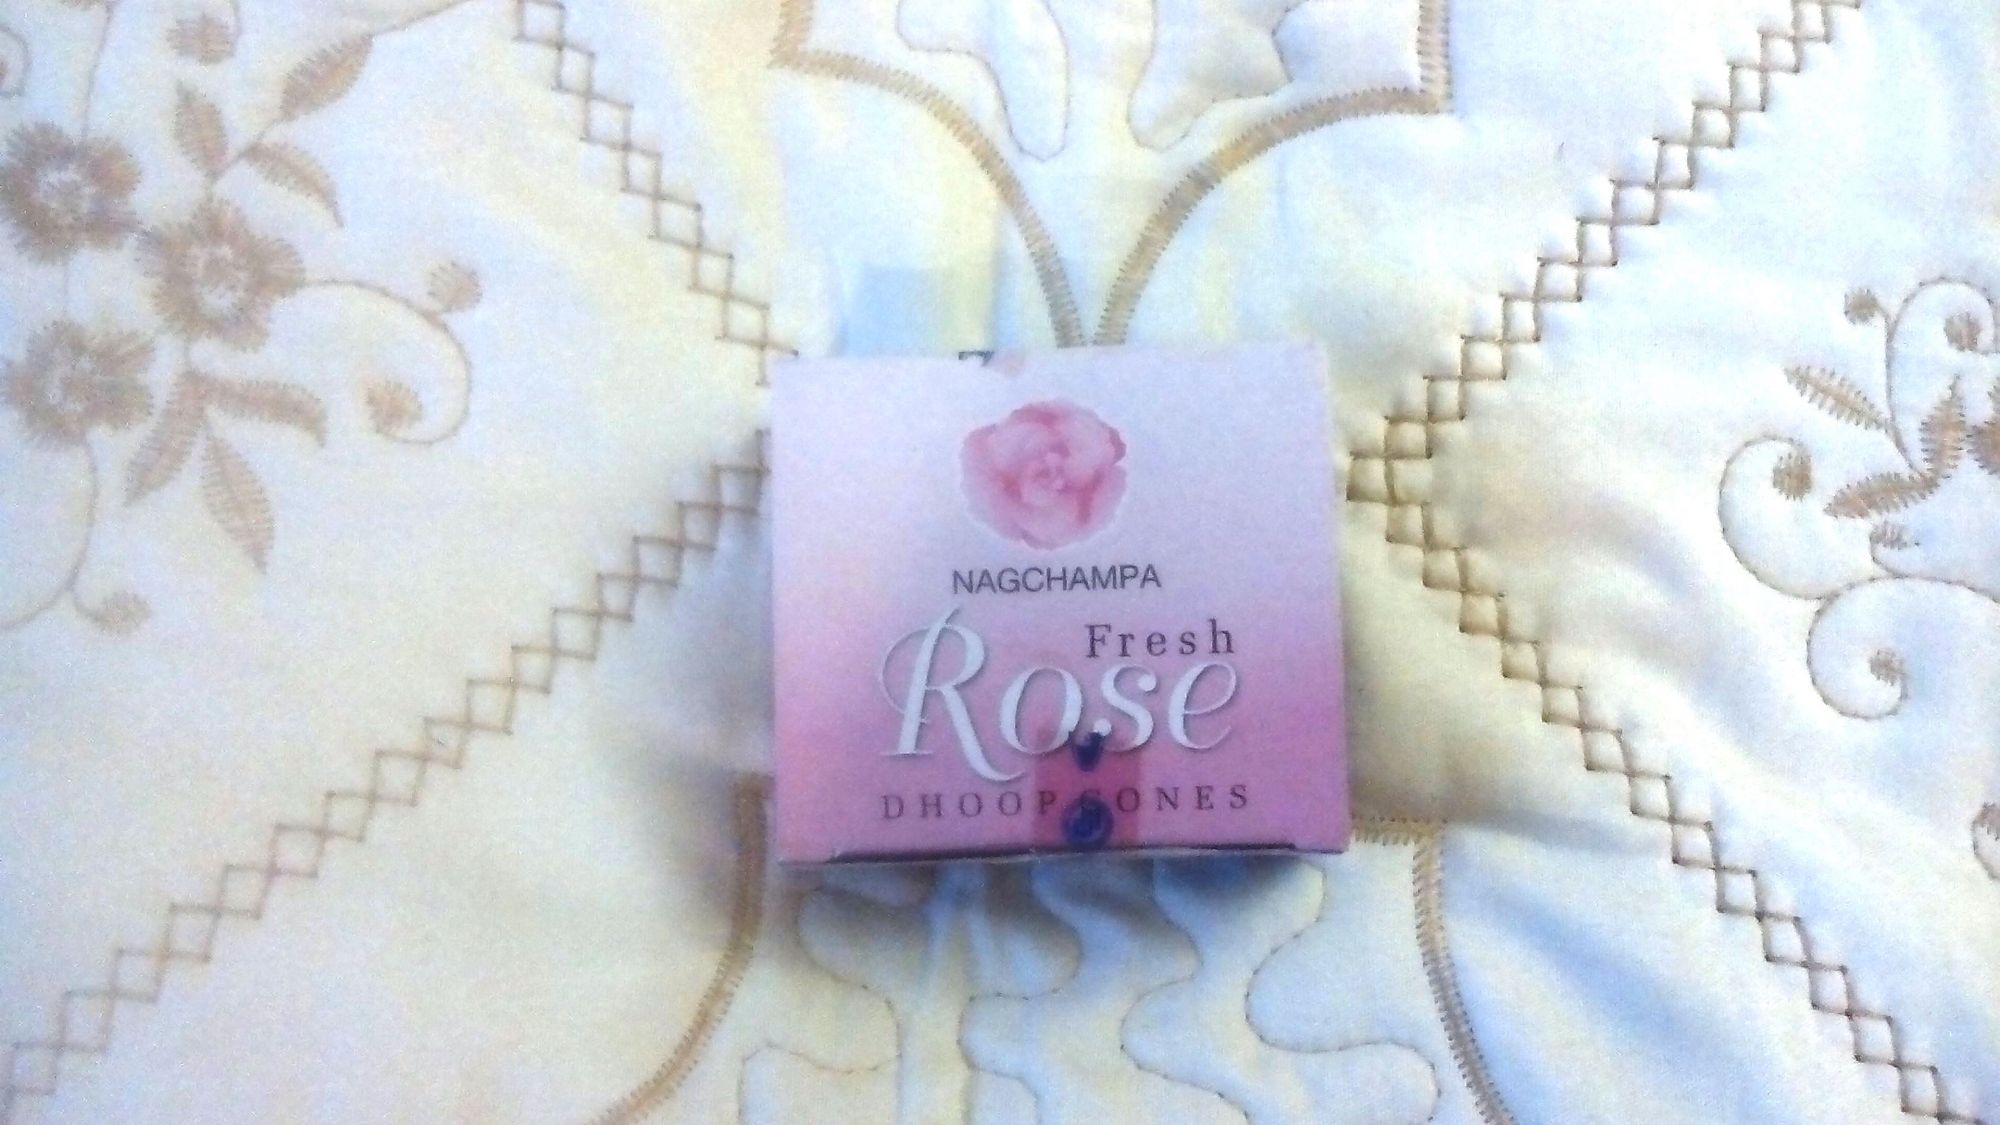 NAGCHAMPA
Fresh
Rose
DHOOP CONES